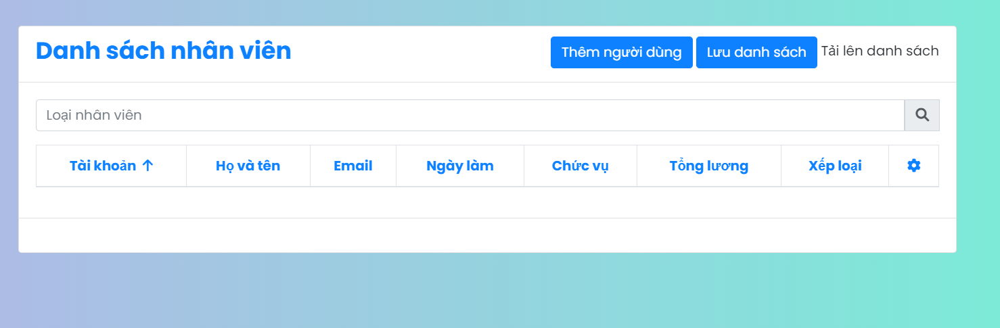 Danh sách nhân viên
Thêm người dùng Lưu danh sách Tải lên danh sách
Loại nhân viên
Tài khoản Họ và tên Email Ngày làm Chức vụ Tổng lương Xếp loại